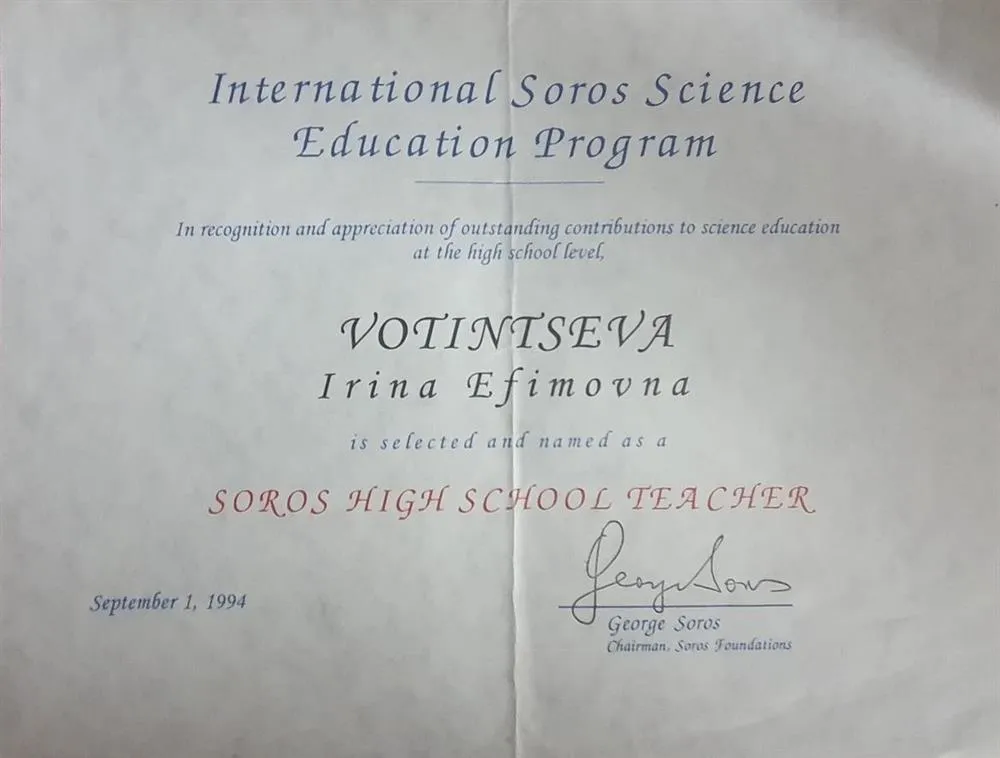 International Soros Science
Education Program
In recognition and appreciation of outstanding contributions to science education
at the high school level,
VOTINTSEVA
Irina Efimovna
is selected and named as a
SOROS HIGH SCHOOL TEACHER
George Soros
September 1, 1994
George Soros
Chairman, Soros Foundations